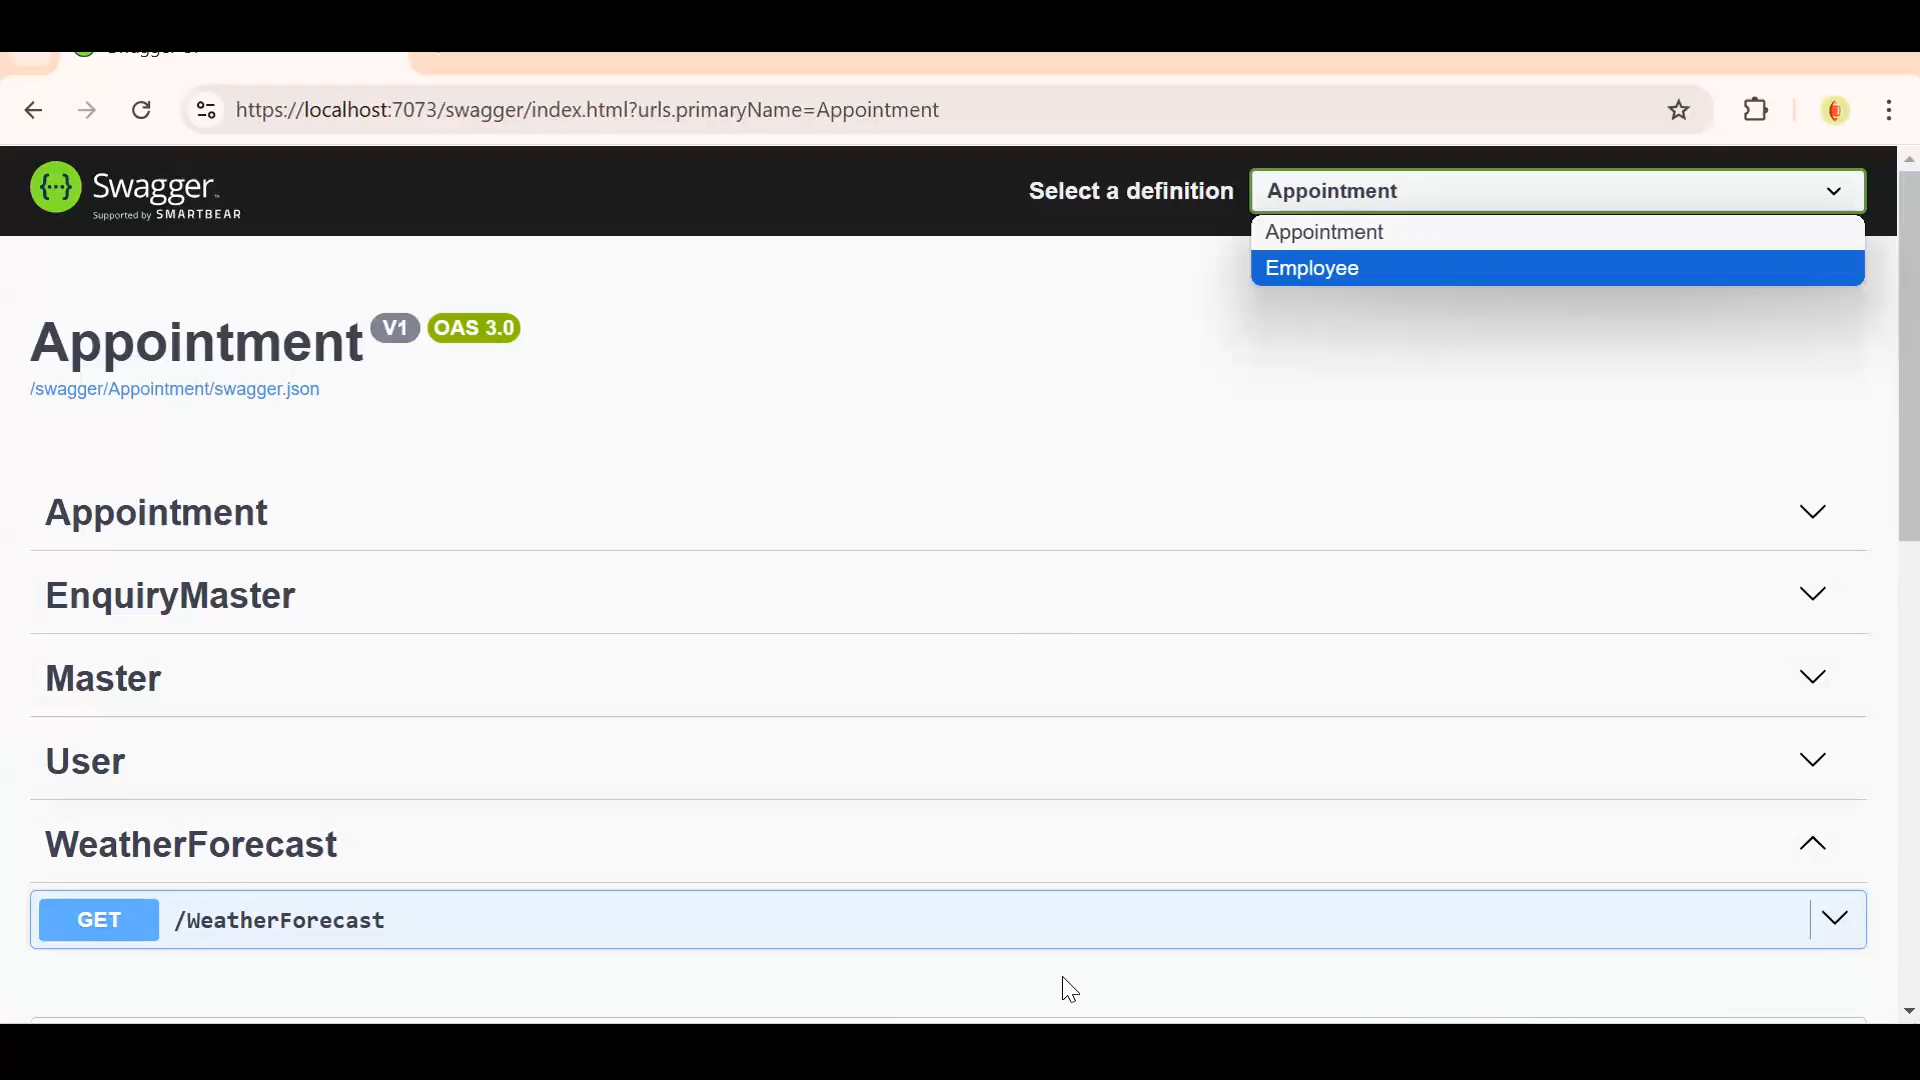 https://localhost:7073/swagger/index.html?urls.primaryName=Appointment
Swagger
Supported by SMARTBEAR
Select a definition
Appointment
Appointment
Employee
Appointment V1 OAS 3.0
/swagger/Appointment/swagger.json
Appointment
EnquiryMaster
Master
User
WeatherForecast
GET /WeatherForecast